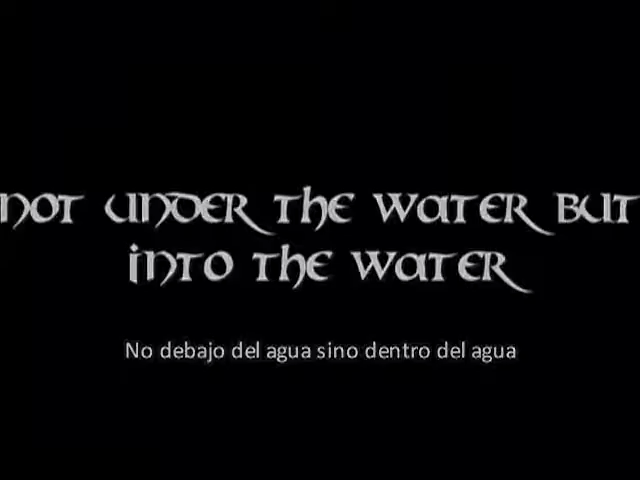 NOT UNDER THE WATER BUT
INTO THE WATER
No debajo del agua sino dentro del agua